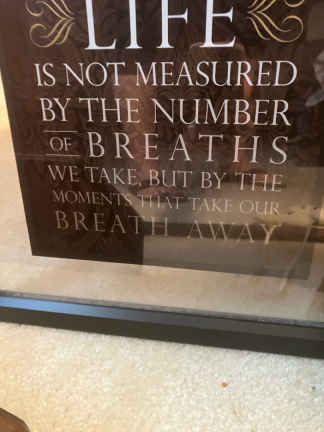 LIFE
IS NOT MEASURED
BY THE NUMBER
OF BREATHS
WE TAKE, BUT BY THE
MOMENTS THAT TAKE OUR
BREATH AWAY